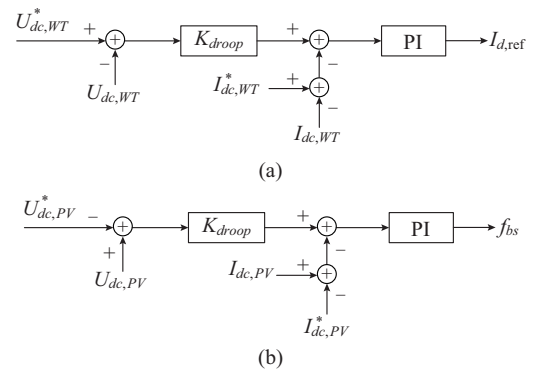 U*dc,WT + + Kdroop + + PI Id,ref
− −
Udc,WT I*dc,WT + +
−
Idc,WT
(a)
U*dc,PV − + Kdroop + + PI fbs
+ −
Udc,PV Idc,PV + +
−
I*dc,PV
(b)